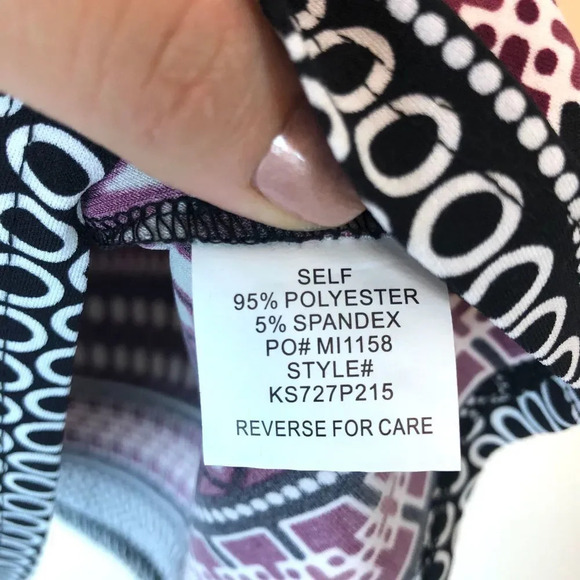 SELF
95% POLYESTER
5% SPANDEX
PO# MI1158
STYLE#
KS727P215
REVERSE FOR CARE